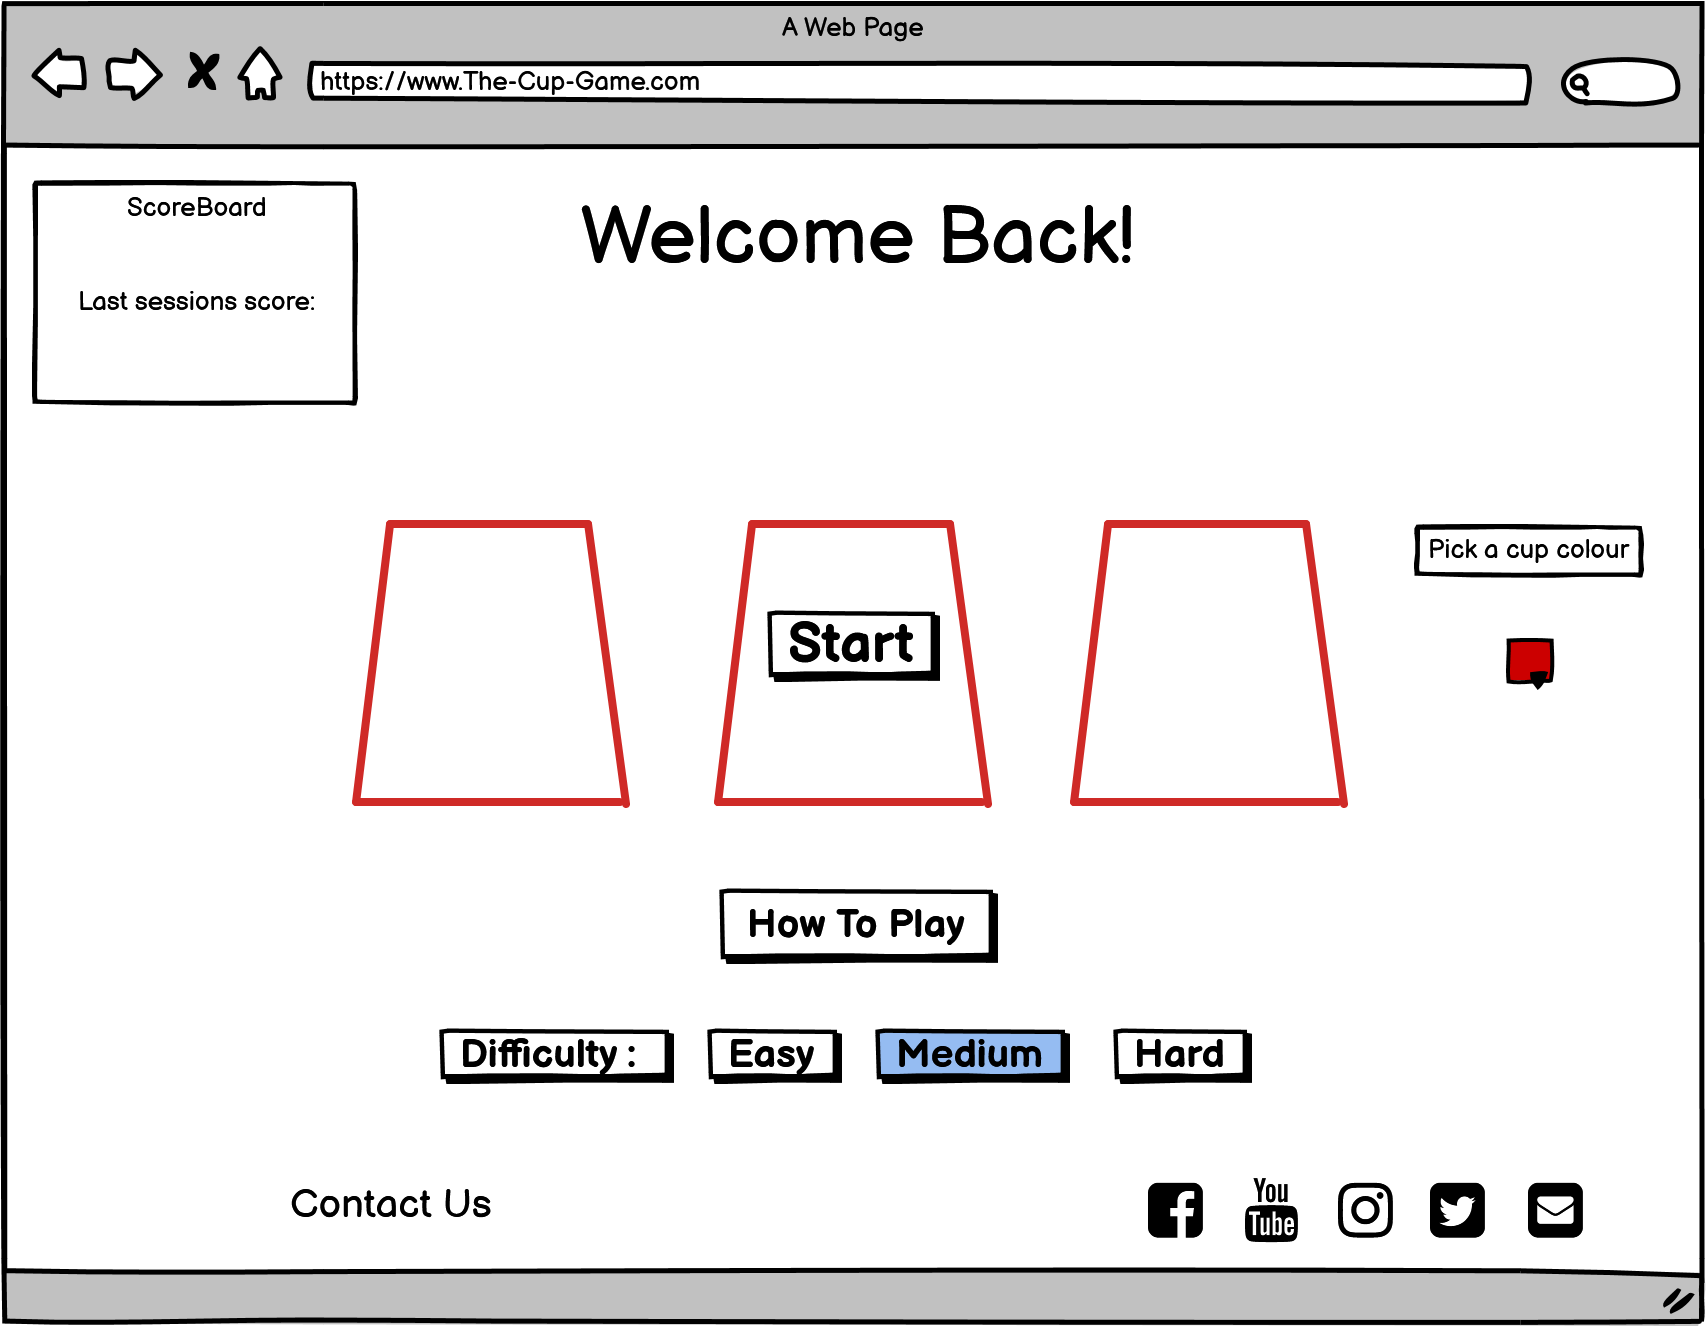 A Web Page
https://www.The-Cup-Game.com
ScoreBoard
Last sessions score:
Welcome Back!
Pick a cup colour
Start
How To Play
Difficulty :
Easy
Medium
Hard
Contact Us
You
Tube